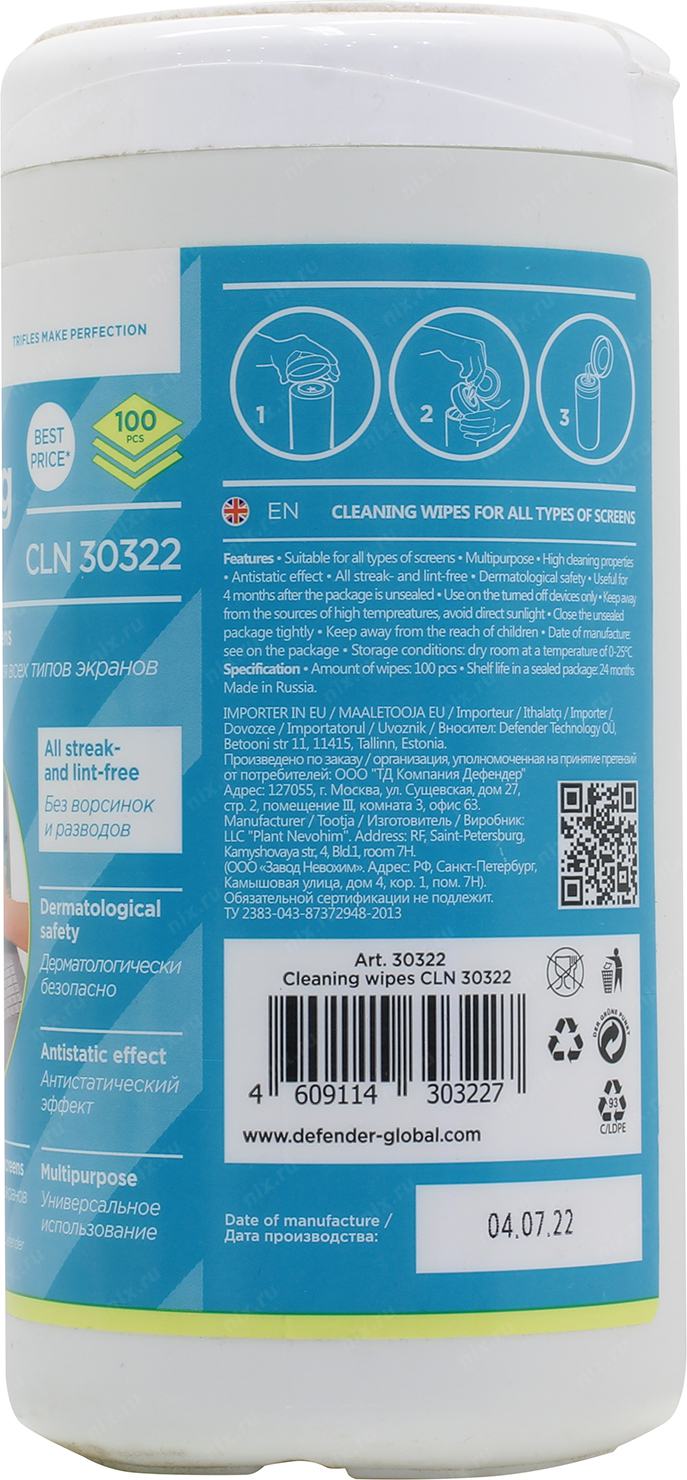 TRIFLES MAKE PERFECTION
BEST
PRICE*
100
PCS
g
CLN 30322
всех типов экранов
All streak-
and lint-free
Без ворсинок
и разводов
Dermatological
safety
Дерматологически
безопасно
Antistatic effect
Антистатический
эффект
Multipurpose
Универсальное
использование
1
2
3
EN CLEANING WIPES FOR ALL TYPES OF SCREENS
Features • Suitable for all types of screens • Multipurpose • High cleaning properties
• Antistatic effect • All streak- and lint-free • Dermatological safety • Useful for
4 months after the package is unsealed • Use on the turned off devices only • Keep away
from the sources of high tempreatures, avoid direct sunlight • Close the unsealed
package tightly • Keep away from the reach of children • Date of manufacture:
see on the package • Storage conditions: dry room at a temperature of 0-25°C
Specification • Amount of wipes: 100 pcs • Shelf life in a sealed package: 24 months
Made in Russia.
IMPORTER IN EU / MAALETOOJA EU / Importeur / Ithalatçı / Importer /
Dovozce / Importatorul / Uvoznik / Вносител: Defender Technology OÜ,
Betooni str 11, 11415, Tallinn, Estonia.
Произведено по заказу / организация, уполномоченная на принятие претензий
от потребителей: ООО "ТД Компания Дефендер"
Адрес: 127055, г. Москва, ул. Сущевская, дом 27,
стр. 2, помещение III, комната 3, офис 63.
Manufacturer / Tootja / Изготовитель / Виробник:
LLC "Plant Nevohim". Address: RF, Saint-Petersburg,
Kamyshovaya str, 4, Bld.1, room 7H.
(ООО «Завод Невохим». Адрес: РФ, Санкт-Петербург,
Камышовая улица, дом 4, кор. 1, пом. 7Н).
Обязательной сертификации не подлежит.
ТУ 2383-043-87372948-2013
Art. 30322
Cleaning wipes CLN 30322
4 609114 303227
www.defender-global.com
DER GRÜNE PUNKT
93
C/LDPE
Date of manufacture /
Дата производства:
04.07.22